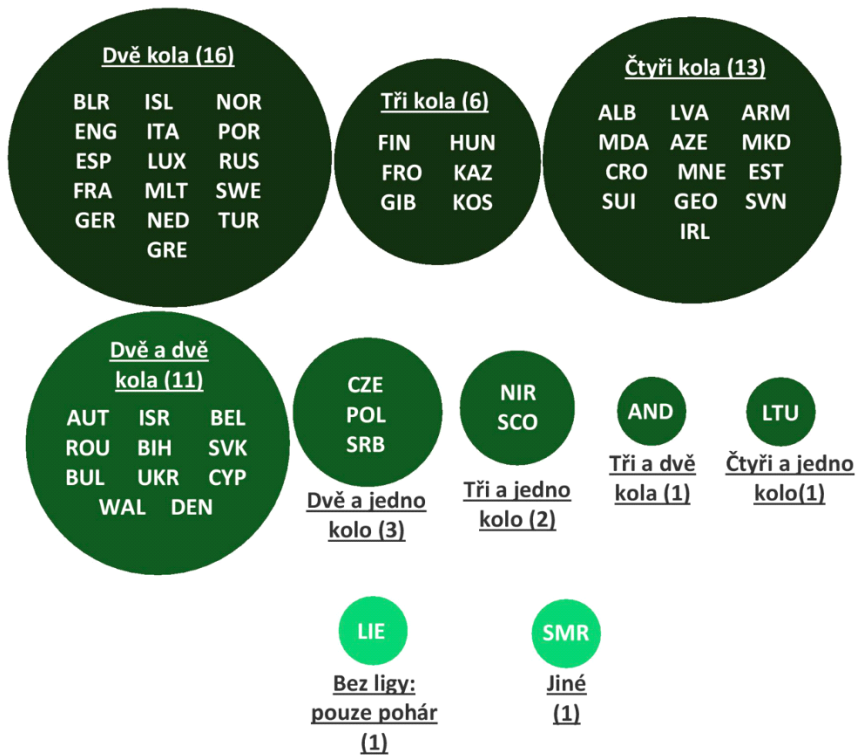 Dvě kola (16)
BLR ISL NOR
ENG ITA POR
ESP LUX RUS
FRA MLT SWE
GER NED TUR
GRE
Tři kola (6)
FIN HUN
FRO KAZ
GIB KOS
Čtyři kola (13)
ALB LVA ARM
MDA AZE MKD
CRO MNE EST
SUI GEO SVN
IRL
Dvě a dvě
kola (11)
AUT ISR BEL
ROU BIH SVK
BUL UKR CYP
WAL DEN
CZE
POL
SRB
Dvě a jedno
kolo (3)
NIR
SCO
Tři a jedno
kolo (2)
AND
Tři a dvě
kola (1)
LTU
Čtyři a jedno
kolo(1)
LIE
Bez ligy:
pouze pohár
(1)
SMR
Jiné
(1)